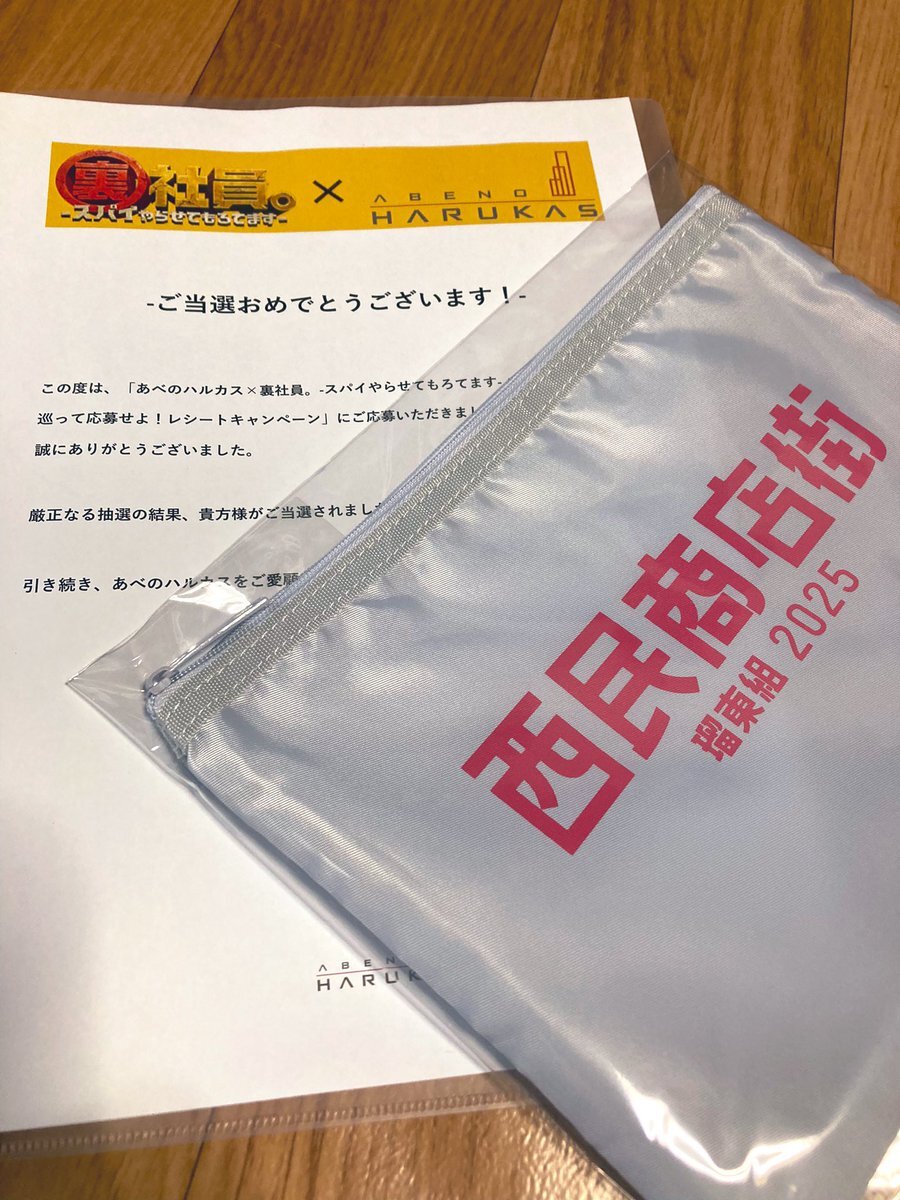 裏社員。
-スパイやらせてもろてます-
×
ABENO
HARUKAS
-ご当選おめでとうございます！-
この度は、「あべのハルカス×裏社員。-スパイやらせてもろてます-
巡って応募せよ！レシートキャンペーン」にご応募いただきまし
誠にありがとうございました。
厳正なる抽選の結果、貴方様がご当選されまし
引き続き、あべのハルカスをご愛顧
西民商店街
瑠東組 2025
ABEN
HARUK